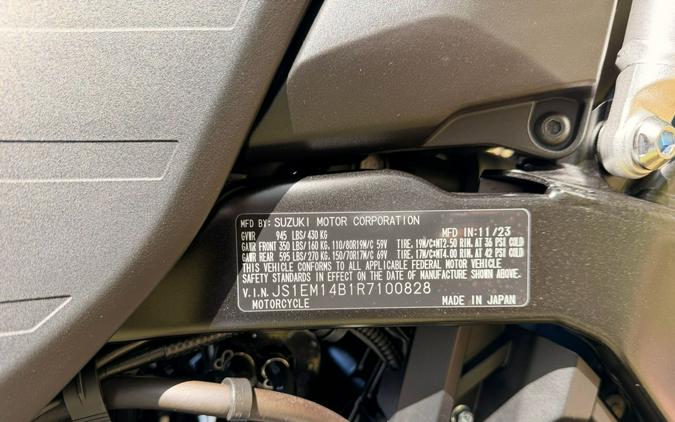 MFD BY: SUZUKI MOTOR CORPORATION
GVWR 945 LBS/430 KG MFD IN: 11/23
GAWR FRONT 350 LBS/160 KG. 110/80R19M/C 59V TIRE. 19M/C×MT2.50 RIM. AT 36 PSI COLD
GAWR REAR 595 LBS/270 KG. 150/70R17M/C 69V TIRE. 17M/C×MT4.00 RIM. AT 42 PSI COLD
THIS VEHICLE CONFORMS TO ALL APPLICABLE FEDERAL MOTOR VEHICLE
SAFETY STANDARDS IN EFFECT ON THE DATE OF MANUFACTURE SHOWN ABOVE.
V.I.N. JS1EM14B1R7100828
MOTORCYCLE MADE IN JAPAN